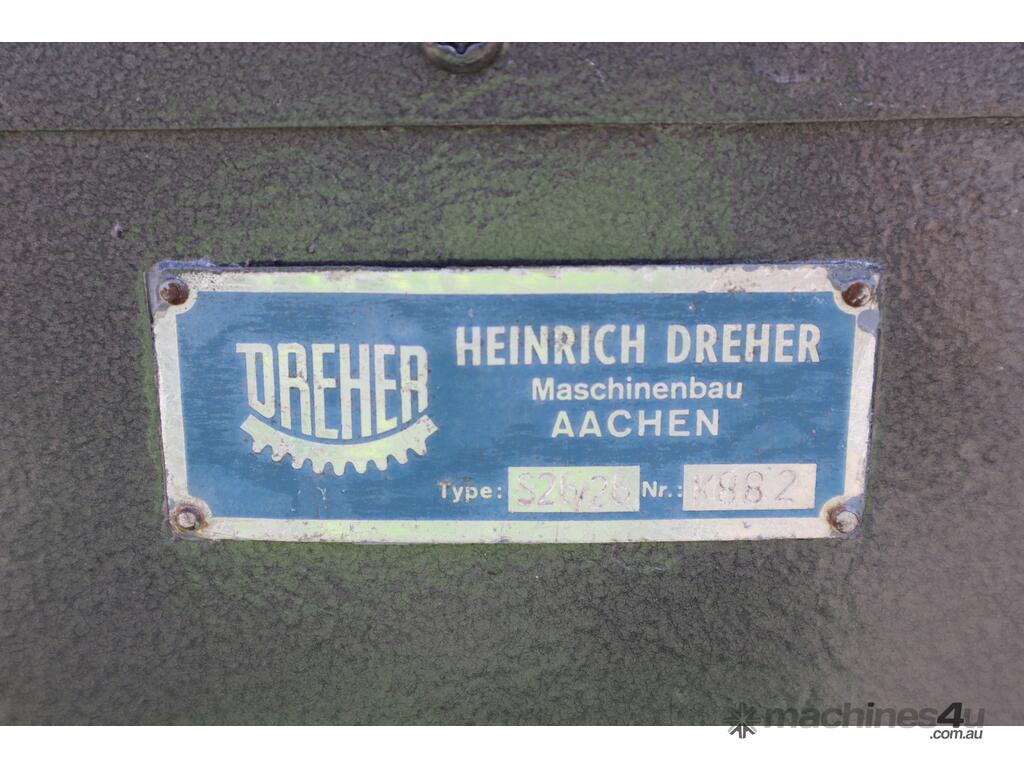 DREHER
HEINRICH DREHER
Maschinenbau
AACHEN
Type: S26/26 Nr.: K882
machines4u
.com.au